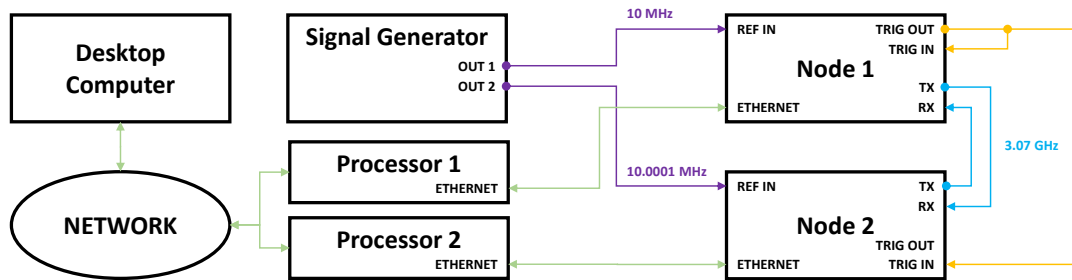 Desktop
Computer
NETWORK
Signal Generator
OUT 1
OUT 2
Processor 1
ETHERNET
Processor 2
ETHERNET
10 MHz
10.0001 MHz
REF IN
TRIG OUT
TRIG IN
Node 1
TX
ETHERNET
RX
3.07 GHz
REF IN
TX
RX
Node 2
TRIG OUT
ETHERNET
TRIG IN